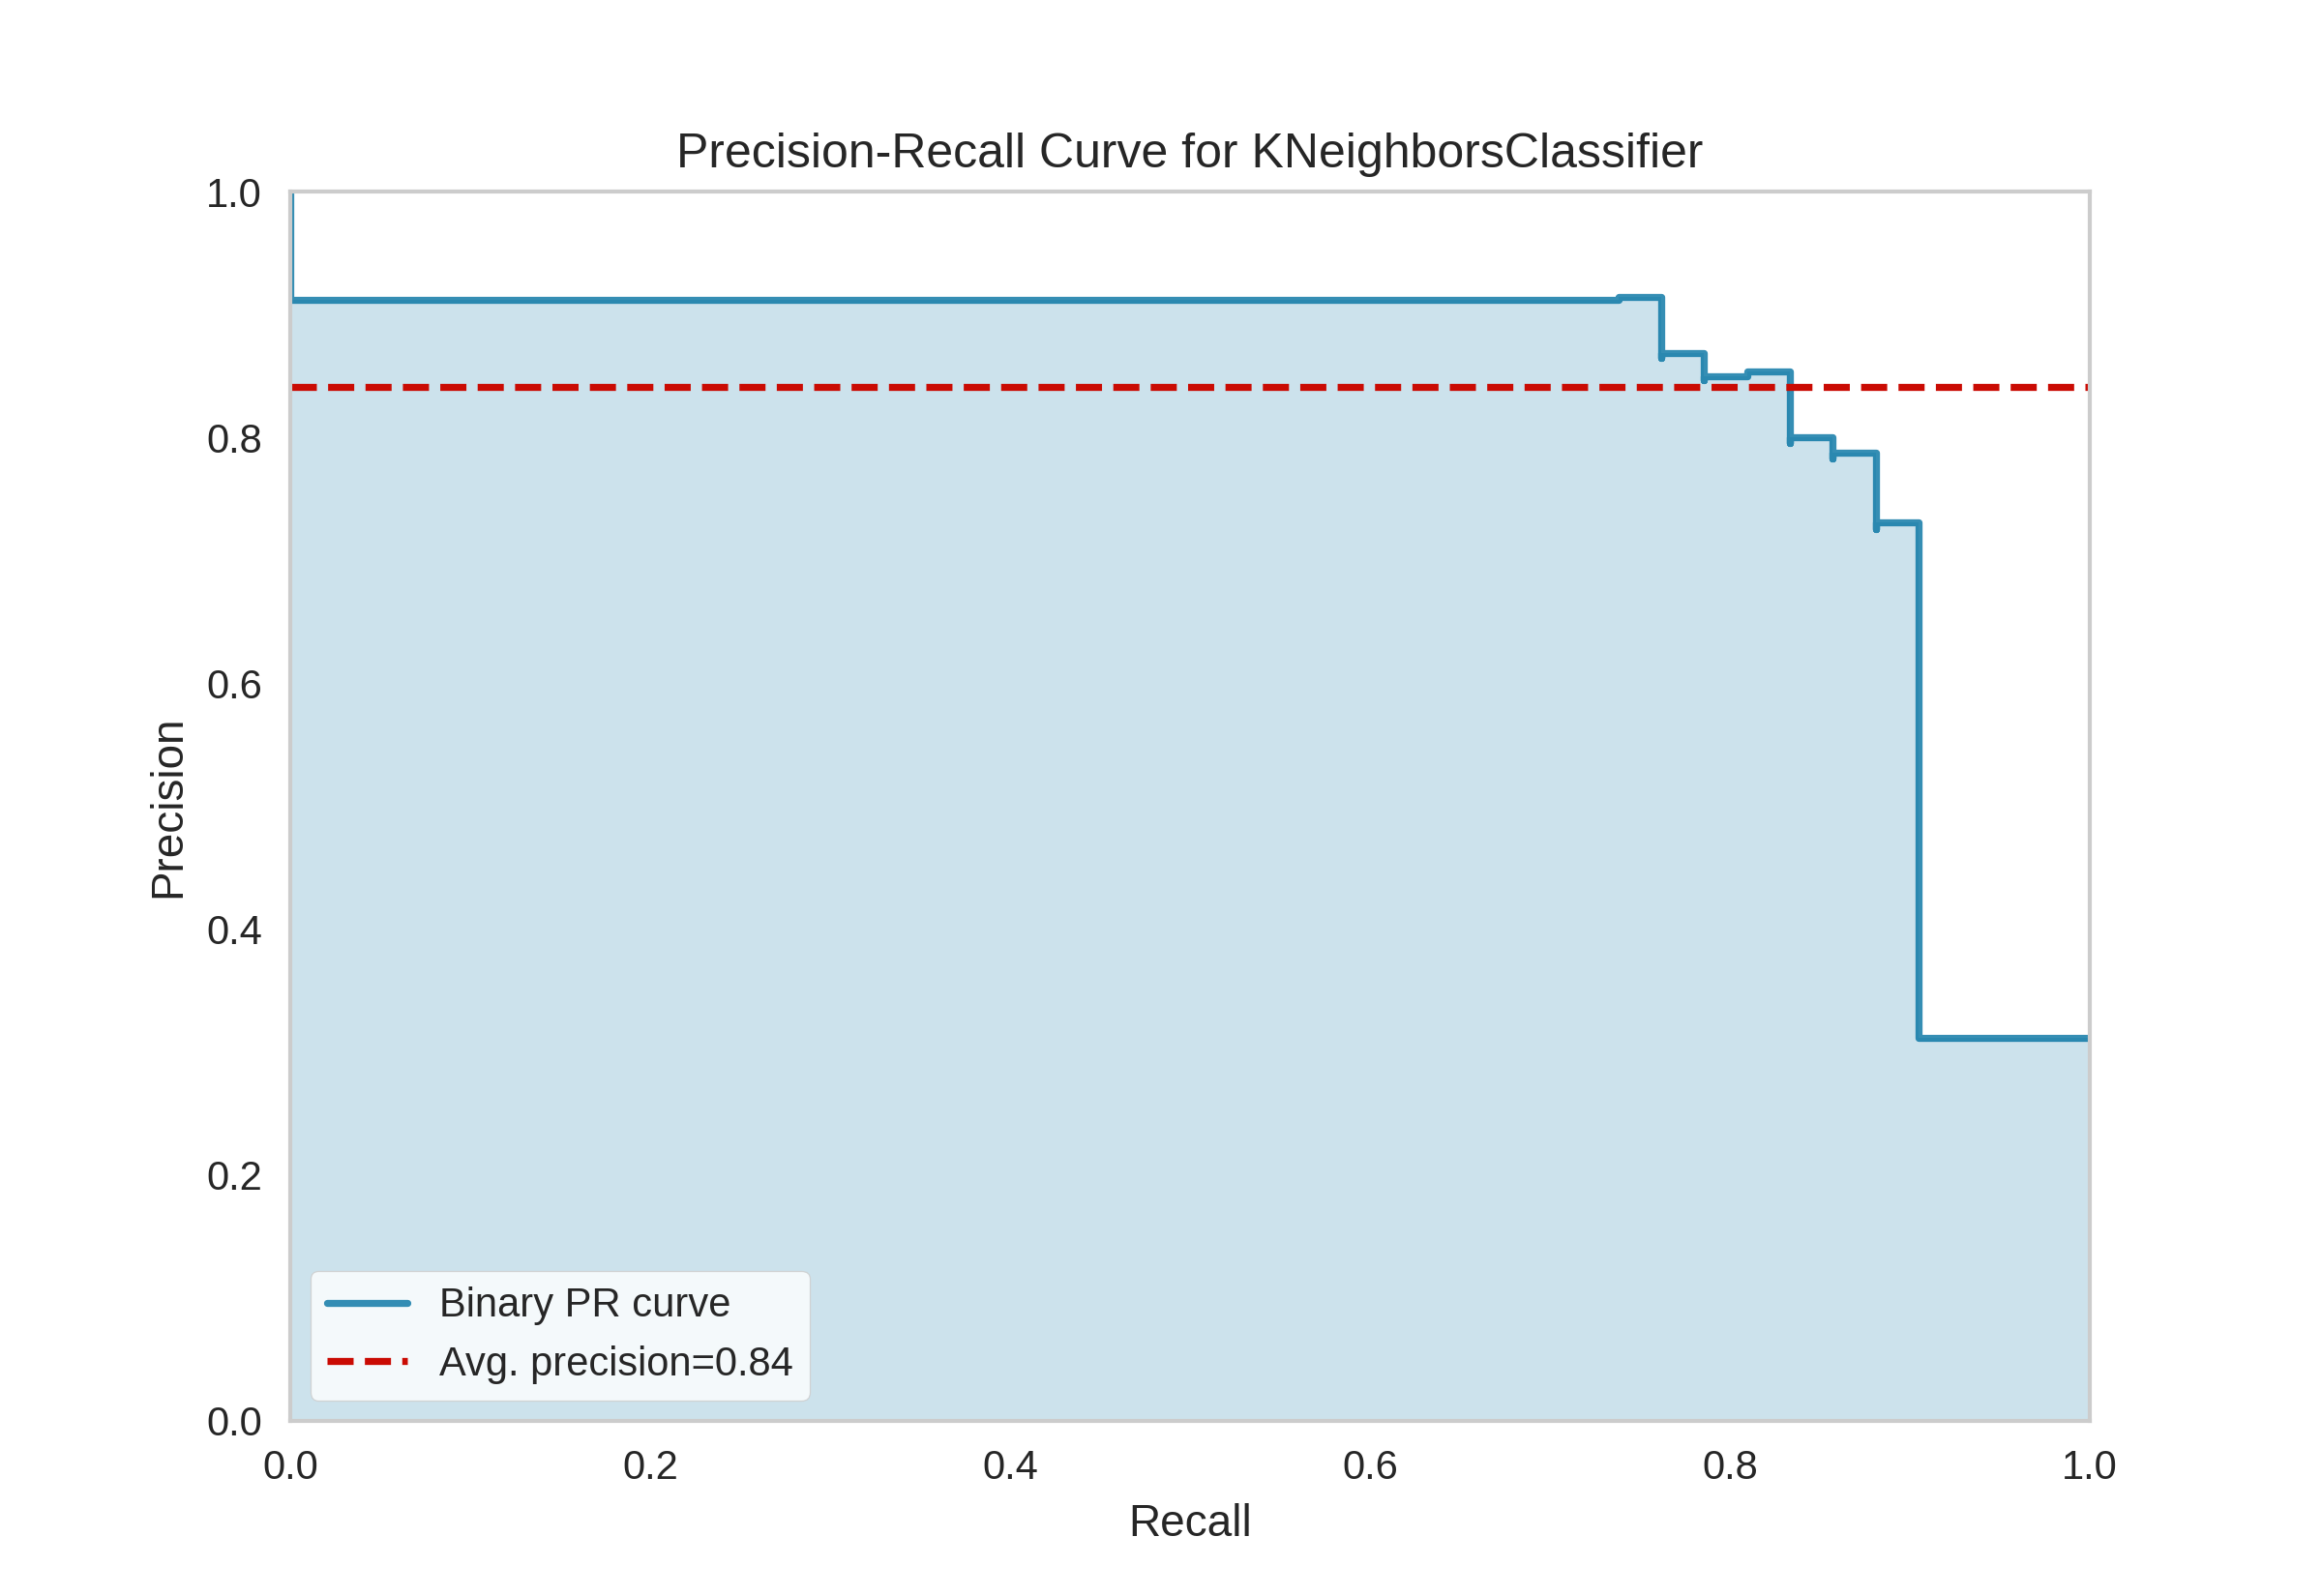 Precision-Recall Curve for KNeighborsClassifier
1.0
0.8
0.6
0.4
0.2
0.0
Precision
Binary PR curve
Avg. precision=0.84
0.0 0.2 0.4 0.6 0.8 1.0
Recall